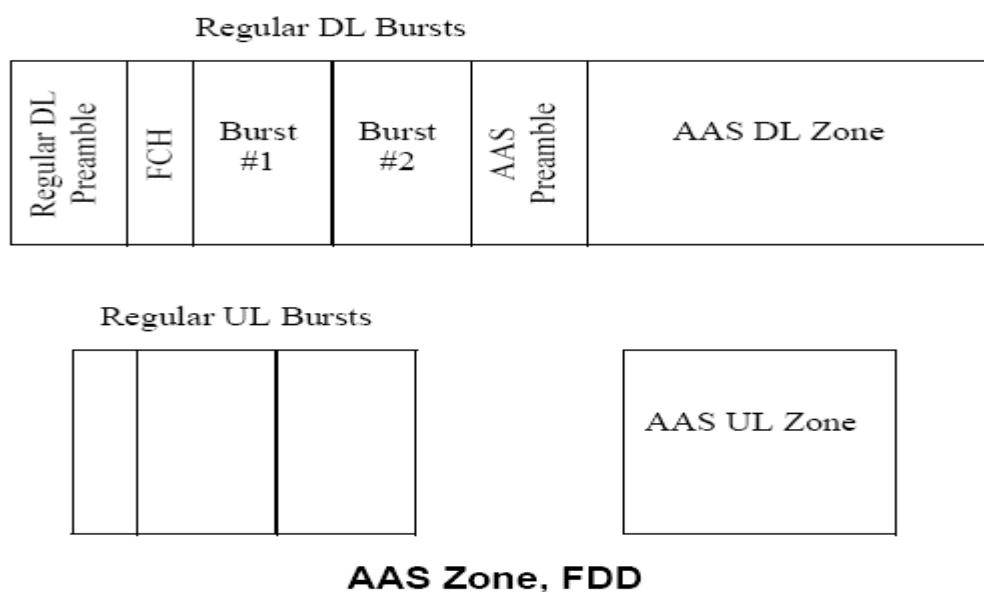 Regular DL Bursts
Regular DL
Preamble
FCH
Burst
#1
Burst
#2
AAS
Preamble
AAS DL Zone
Regular UL Bursts
AAS UL Zone
AAS Zone, FDD